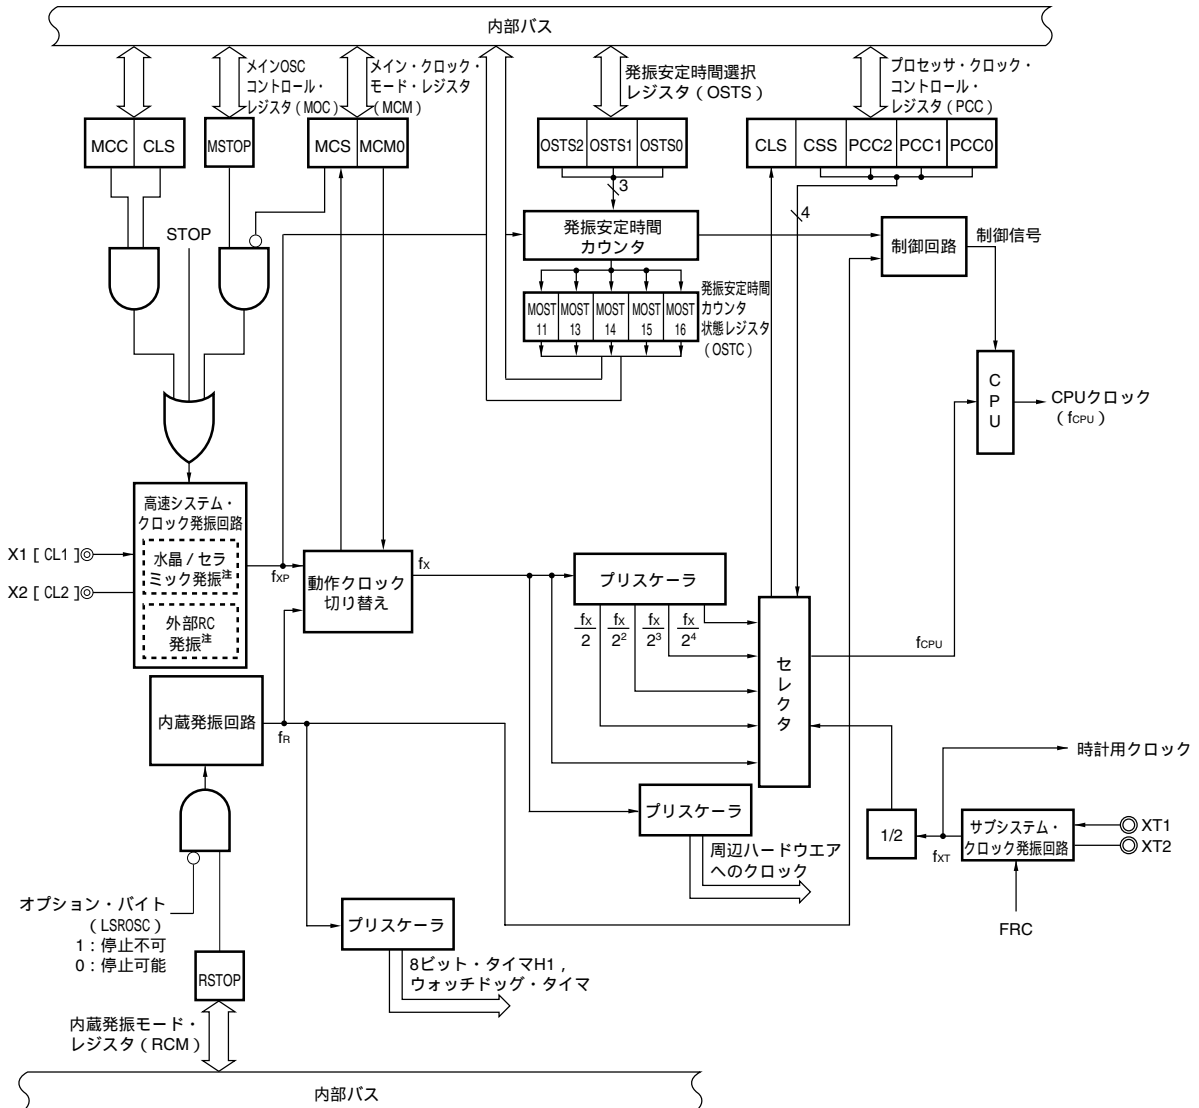 内部バス
メインOSC
コントロール・
レジスタ（MOC）
メイン・クロック・
モード・レジスタ
（MCM）
発振安定時間選択
レジスタ（OSTS）
プロセッサ・クロック・
コントロール・
レジスタ（PCC）
MCC CLS
MSTOP
MCS MCM0
OSTS2 OSTS1 OSTS0
CLS CSS PCC2 PCC1 PCC0
3
4
STOP
発振安定時間
カウンタ
制御回路
制御信号
MOST 11
MOST 13
MOST 14
MOST 15
MOST 16
発振安定時間
カウンタ
状態レジスタ
（OSTC）
CPU
CPUクロック
（fCPU）
高速システム・
クロック発振回路
水晶 / セラ
ミック発振注
外部RC
発振注
X1 [ CL1 ]
X2 [ CL2 ]
fXP
動作クロック
切り替え
fX
プリスケーラ
fX/2
fX/2²
fX/2³
fX/2⁴
セレクタ
fCPU
内蔵発振回路
fR
時計用クロック
プリスケーラ
周辺ハードウエア
へのクロック
1/2
fXT
サブシステム・
クロック発振回路
XT1
XT2
FRC
オプション・バイト
（LSROSC）
1：停止不可
0：停止可能
プリスケーラ
8ビット・タイマH1，
ウォッチドッグ・タイマ
RSTOP
内蔵発振モード・
レジスタ（RCM）
内部バス